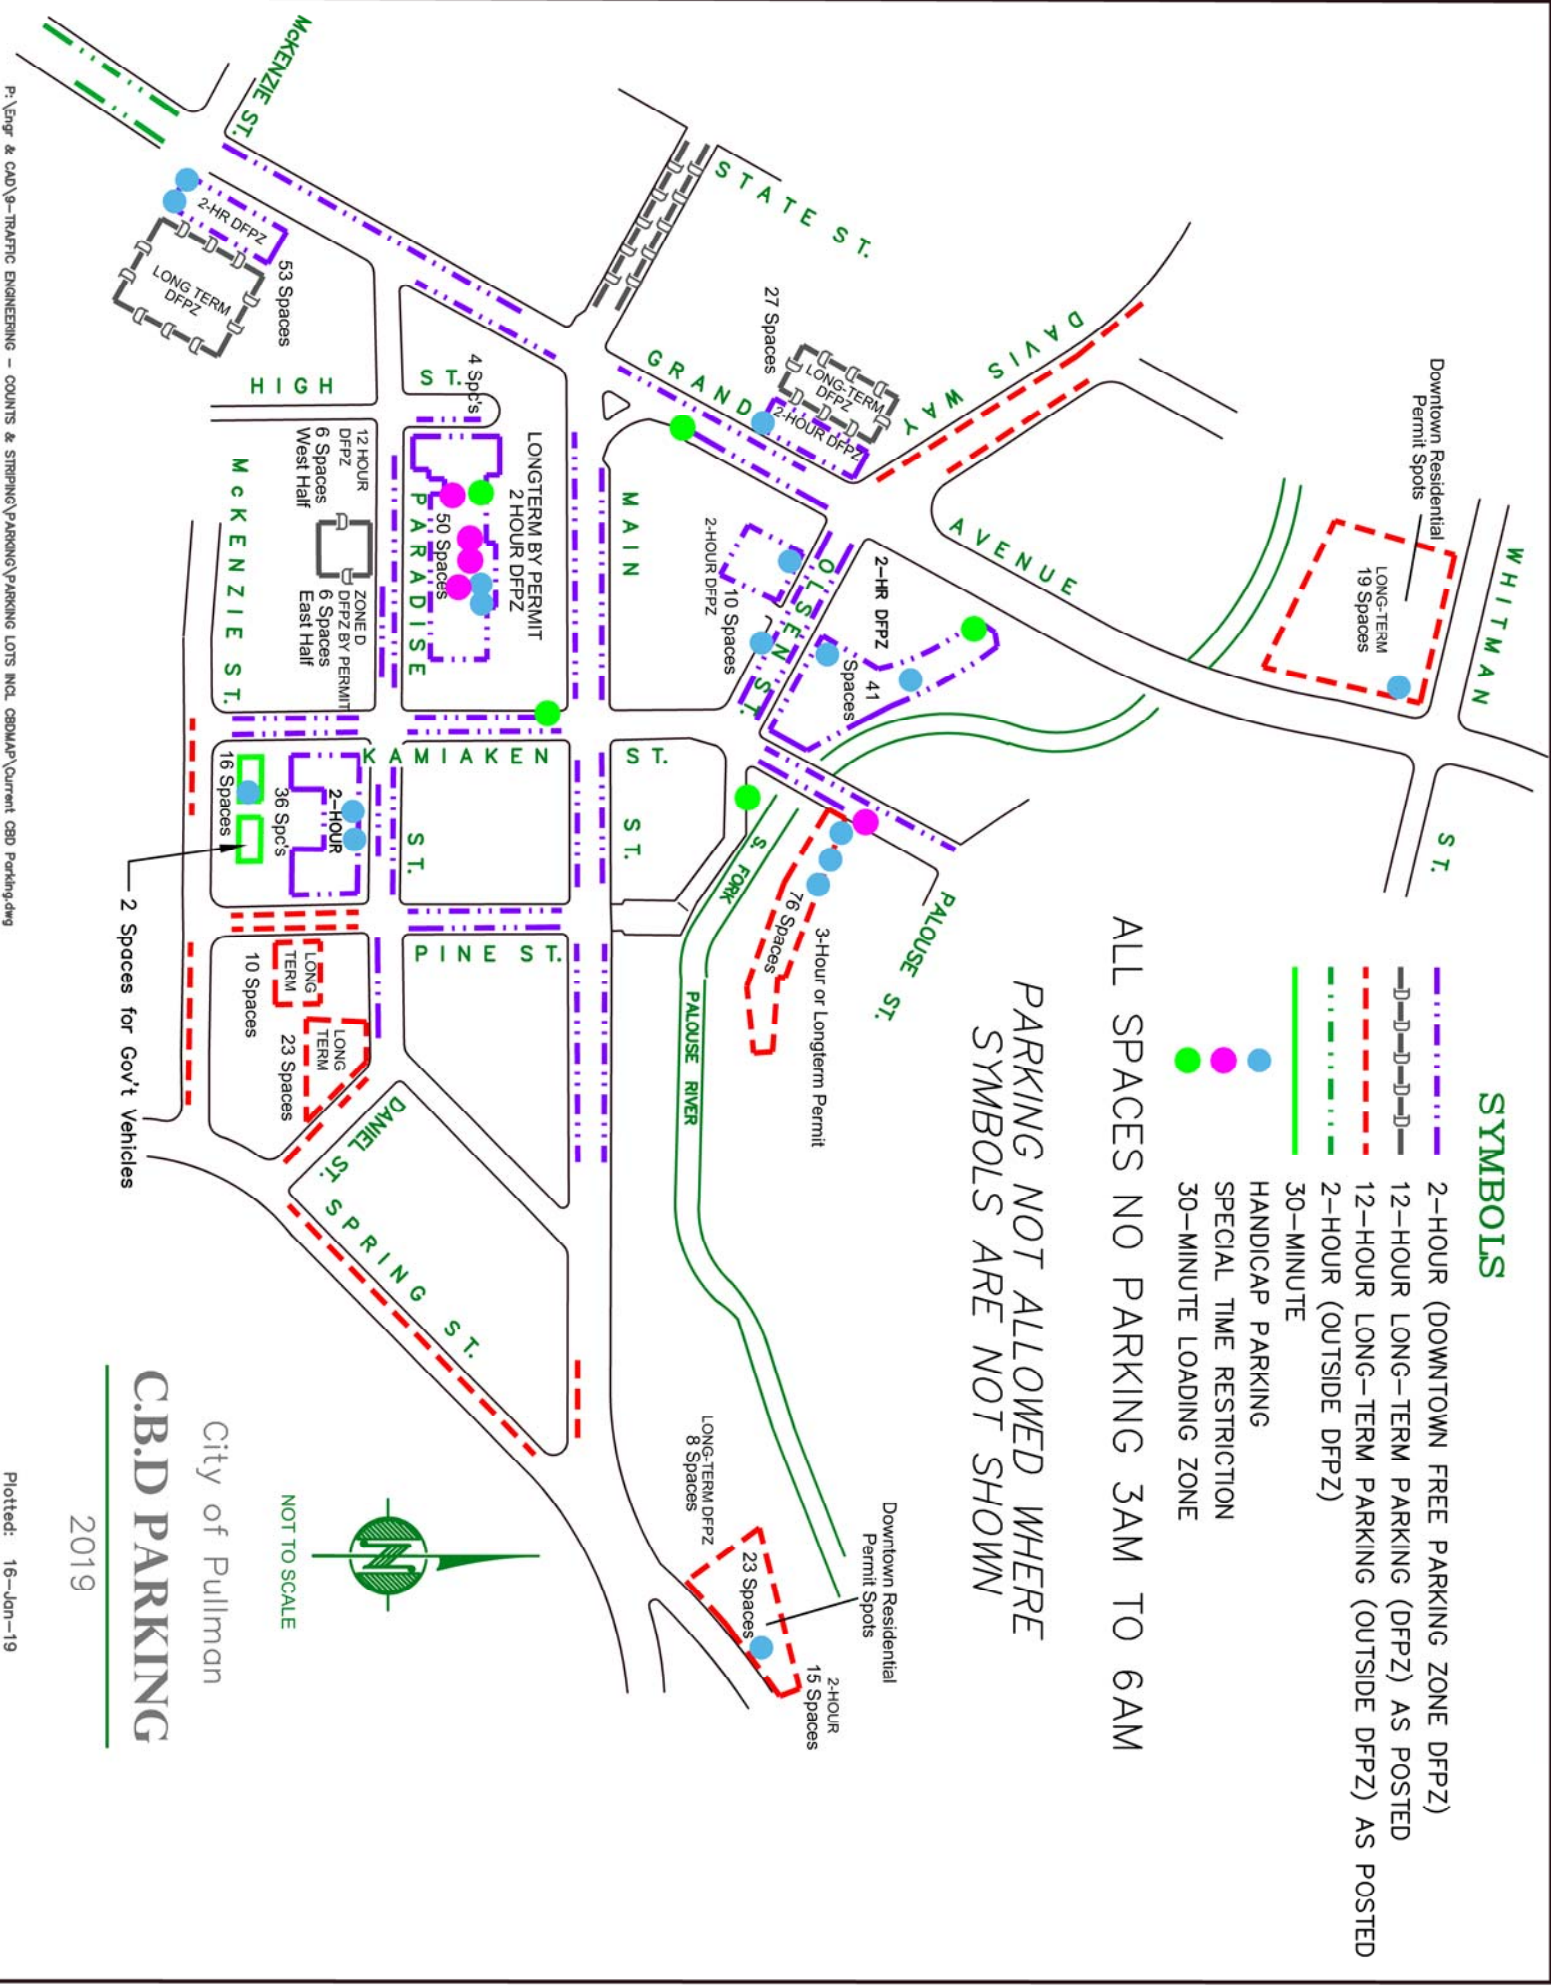 SYMBOLS
2-HOUR (DOWNTOWN FREE PARKING ZONE DFPZ)
12-HOUR LONG-TERM PARKING (DFPZ) AS POSTED
12-HOUR LONG-TERM PARKING (OUTSIDE DFPZ) AS POSTED
2-HOUR (OUTSIDE DFPZ)
30-MINUTE
HANDICAP PARKING
SPECIAL TIME RESTRICTION
30-MINUTE LOADING ZONE
ALL SPACES NO PARKING 3AM TO 6AM
PARKING NOT ALLOWED WHERE
SYMBOLS ARE NOT SHOWN
WHITMAN
ST.
Downtown Residential
Permit Spots
LONG-TERM
19 Spaces
DAVIS WAY
AVENUE
STATE ST.
27 Spaces
LONG-TERM
DFPZ
2-HOUR DFPZ
GRAND
2-HR DFPZ
41
Spaces
OLSEN ST.
10 Spaces
2-HOUR DFPZ
PALOUSE ST.
3-Hour or Longterm Permit
76 Spaces
S. FORK
PALOUSE RIVER
Downtown Residential
Permit Spots
2-HOUR
15 Spaces
23 Spaces
LONG-TERM DFPZ
8 Spaces
MAIN
ST.
ST.
LONGTERM BY PERMIT
2 HOUR DFPZ
4 Spc's
50 Spaces
PARADISE
ST.
HIGH
ST.
McKENZIE ST.
53 Spaces
2-HR DFPZ
LONG TERM
DFPZ
12 HOUR
DFPZ
6 Spaces
West Half
ZONE D
DFPZ BY PERMIT
6 Spaces
East Half
McKENZIE ST.
KAMIAKEN
2-HOUR
36 Spc's
16 Spaces
2 Spaces for Gov't Vehicles
PINE ST.
LONG
TERM
10 Spaces
LONG
TERM
23 Spaces
DANIEL
ST.
SPRING ST.
N
NOT TO SCALE
City of Pullman
C.B.D PARKING
2019
P:\Engr & CAD\9-TRAFFIC ENGINEERING - COUNTS & STRIPING\PARKING\PARKING LOTS INCL CBDMAP\Current CBD Parking.dwg
Plotted: 16-Jan-19